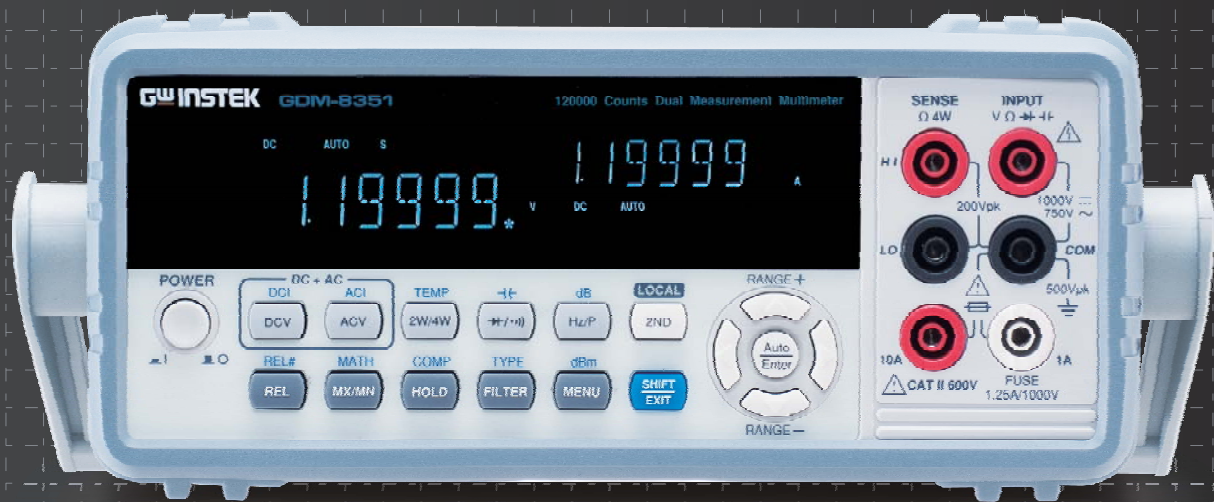 GW INSTEK GDM-8351 120000 Counts Dual Measurement Multimeter
DC AUTO S
1.19999 A
1.19999 * V DC AUTO
SENSE INPUT
Ω 4W V Ω
HI
200Vpk 1000V
750V
LO COM
500Vpk
10A 1A
CAT II 600V FUSE
1.25A/1000V
POWER
I O
DC + AC
DCI ACI TEMP dB LOCAL
DCV ACV 2W/4W Hz/P 2ND
REL# MATH COMP TYPE dBm
REL MX/MN HOLD FILTER MENU SHIFT
EXIT
RANGE +
Auto
Enter
RANGE −